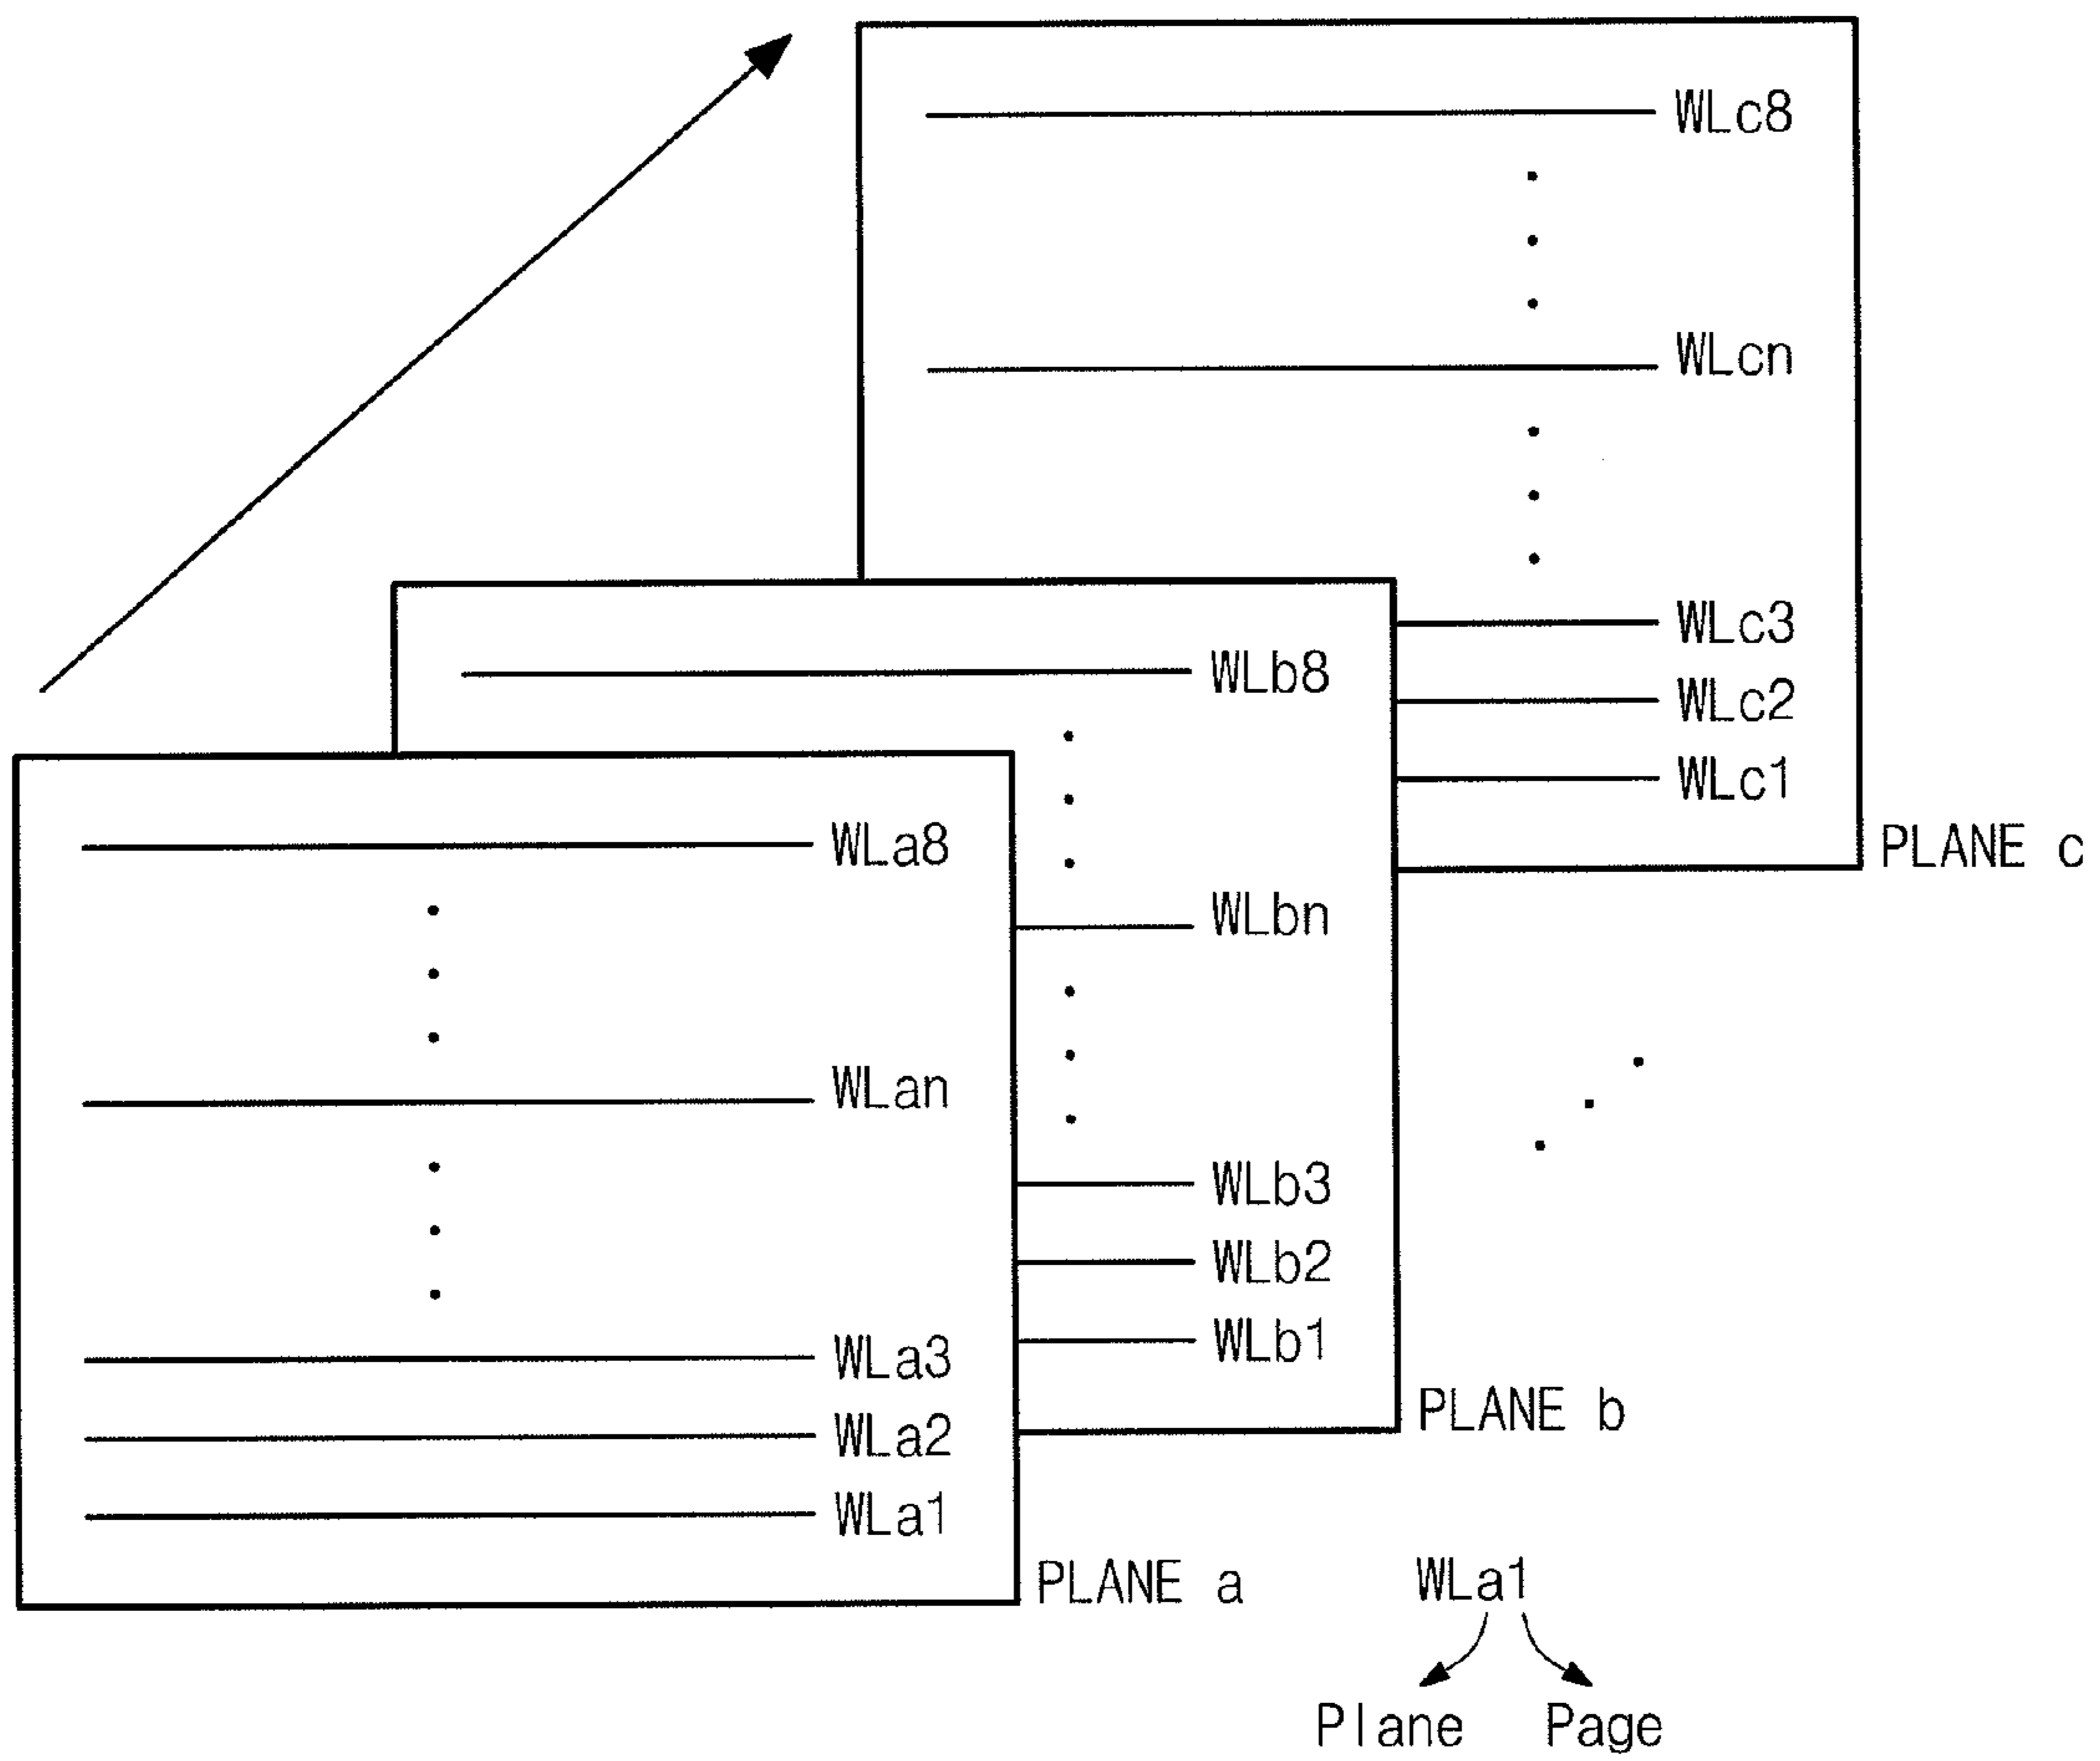 WLc8
WLcn
WLc3
WLc2
WLc1
PLANE c
WLb8
WLbn
WLb3
WLb2
WLb1
PLANE b
WLa8
WLan
WLa3
WLa2
WLa1
PLANE a
WLa1
Plane Page